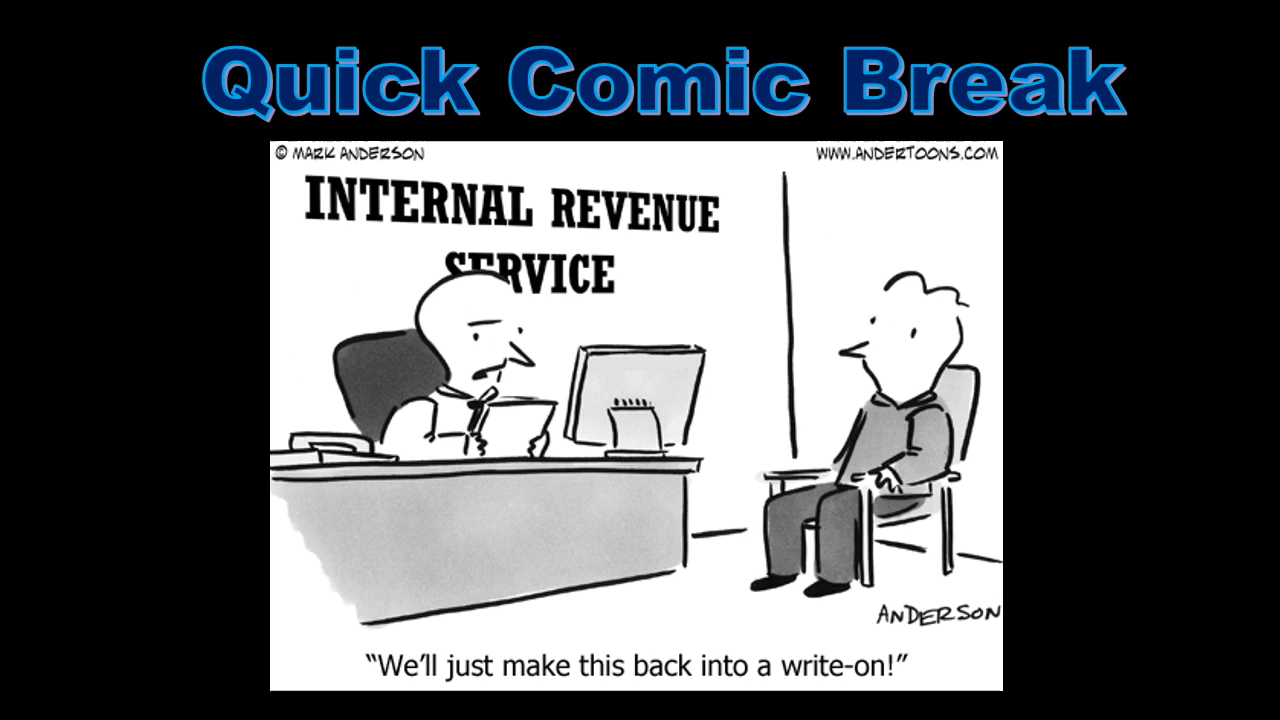 Quick Comic Break
© MARK ANDERSON
WWW.ANDERTOONS.COM
INTERNAL REVENUE
SERVICE
ANDERSON
“We’ll just make this back into a write-on!”